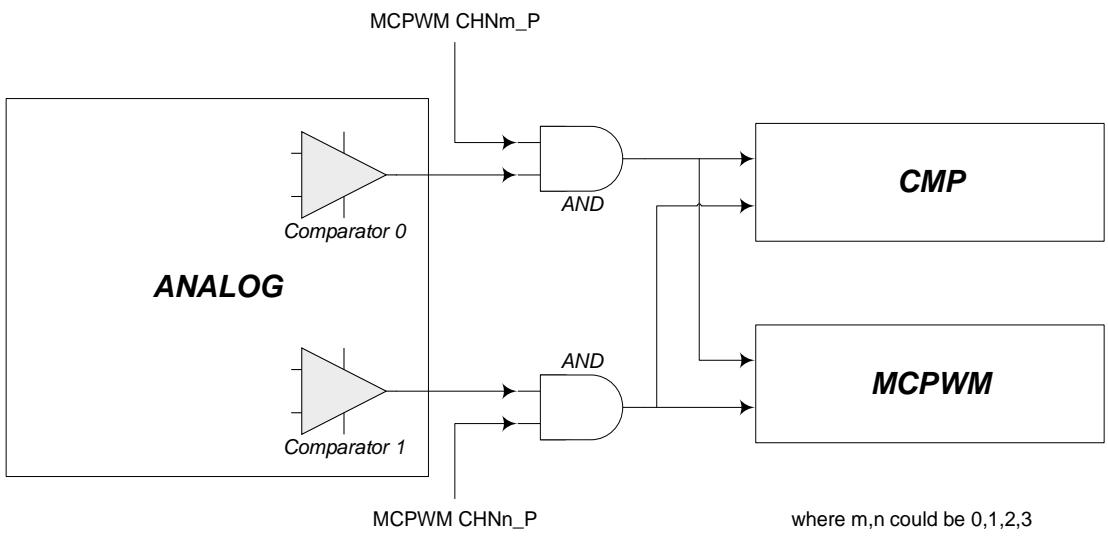 MCPWM CHNm_P
AND
Comparator 0
CMP
ANALOG
AND
MCPWM
Comparator 1
MCPWM CHNn_P
where m,n could be 0,1,2,3